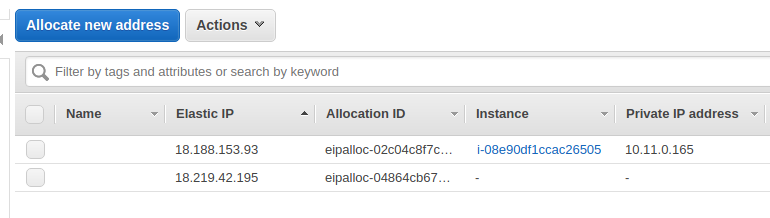 Allocate new address Actions
Filter by tags and attributes or search by keyword
Name Elastic IP Allocation ID Instance Private IP address
18.188.153.93 eipalloc-02c04c8f7c… i-08e90df1ccac26505 10.11.0.165
18.219.42.195 eipalloc-04864cb67… - -